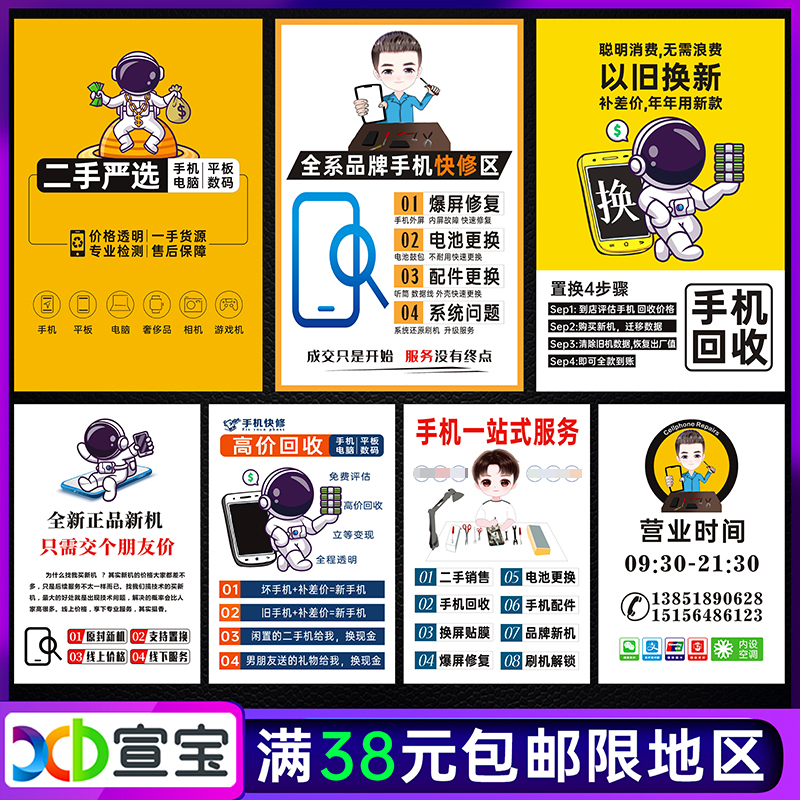 二手严选
手机 平板
电脑 数码
价格透明 一手货源
专业检测 售后保障
手机 平板 电脑 奢侈品 相机 游戏机
全系品牌手机快修区
01 爆屏修复
手机外屏 内屏故障 快速修复
02 电池更换
电池鼓包 不耐用快速更换
03 配件更换
听筒 数据线 外壳快速更换
04 系统问题
系统还原刷机 升级服务
成交只是开始 服务没有终点
聪明消费,无需浪费
以旧换新
补差价,年年用新款
$
换
置换4步骤
Sep1: 到店评估手机 回收价格
Sep2:购买新机，迁移数据
Sep3:清除旧机数据,恢复出厂值
Sep4:即可全款到账
手机
回收
全新正品新机
只需交个朋友价
为什么找我买新机 ？其实新机的价格大家都差不
多，只是后续服务不太一样而已。找我们搞技术的买新
机，最大的好处就是出现技术问题，解决的概率会比人
家高很多。线上价格，享下专业服务，其实挺香。
01 原封新机 02 支持置换
03 线上价格 04 线下服务
手机快修
高价回收
手机 平板
电脑 数码
$
免费评估
高价回收
立等变现
全程透明
01 坏手机+补差价=新手机
02 旧手机+补差价=新手机
03 闲置的二手机给我，换现金
04 男朋友送的礼物给我，换现金
手机一站式服务
01 二手销售 05 电池更换
02 手机回收 06 手机配件
03 换屏贴膜 07 品牌新机
04 爆屏修复 08 刷机解锁
Cellphone Repairs
营业时间
09:30-21:30
13851890628
15156486123
内设
空调
宣宝
满38元包邮限地区